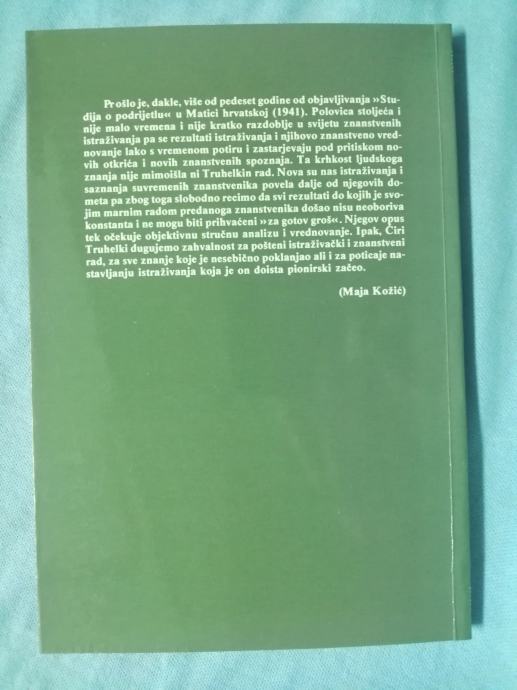 Prošlo je, dakle, više od pedeset godine od objavljivanja »Stu-
dija o podrijetlu« u Matici hrvatskoj (1941). Polovica stoljeća i
nije malo vremena i nije kratko razdoblje u svijetu znanstvenih
istraživanja pa se rezultati istraživanja i njihovo znanstveno vred-
novanje lako s vremenom potiru i zastarjevaju pod pritiskom no-
vih otkrića i novih znanstvenih spoznaja. Ta krhkost ljudskoga
znanja nije mimoišla ni Truhelkin rad. Nova su nas istraživanja i
saznanja suvremenih znanstvenika povela dalje od njegovih do-
meta pa zbog toga slobodno recimo da svi rezultati do kojih je svo-
jim marnim radom predanoga znanstvenika došao nisu neoboriva
konstanta i ne mogu biti prihvaćeni »za gotov groš«. Njegov opus
tek očekuje objektivnu stručnu analizu i vrednovanje. Ipak, Ćiri
Truhelki dugujemo zahvalnost za pošteni istraživački i znanstveni
rad, za sve znanje koje je nesebično poklanjao ali i za poticaje na-
stavljanju istraživanja koja je on doista pionirski začeo.
(Maja Kožić)